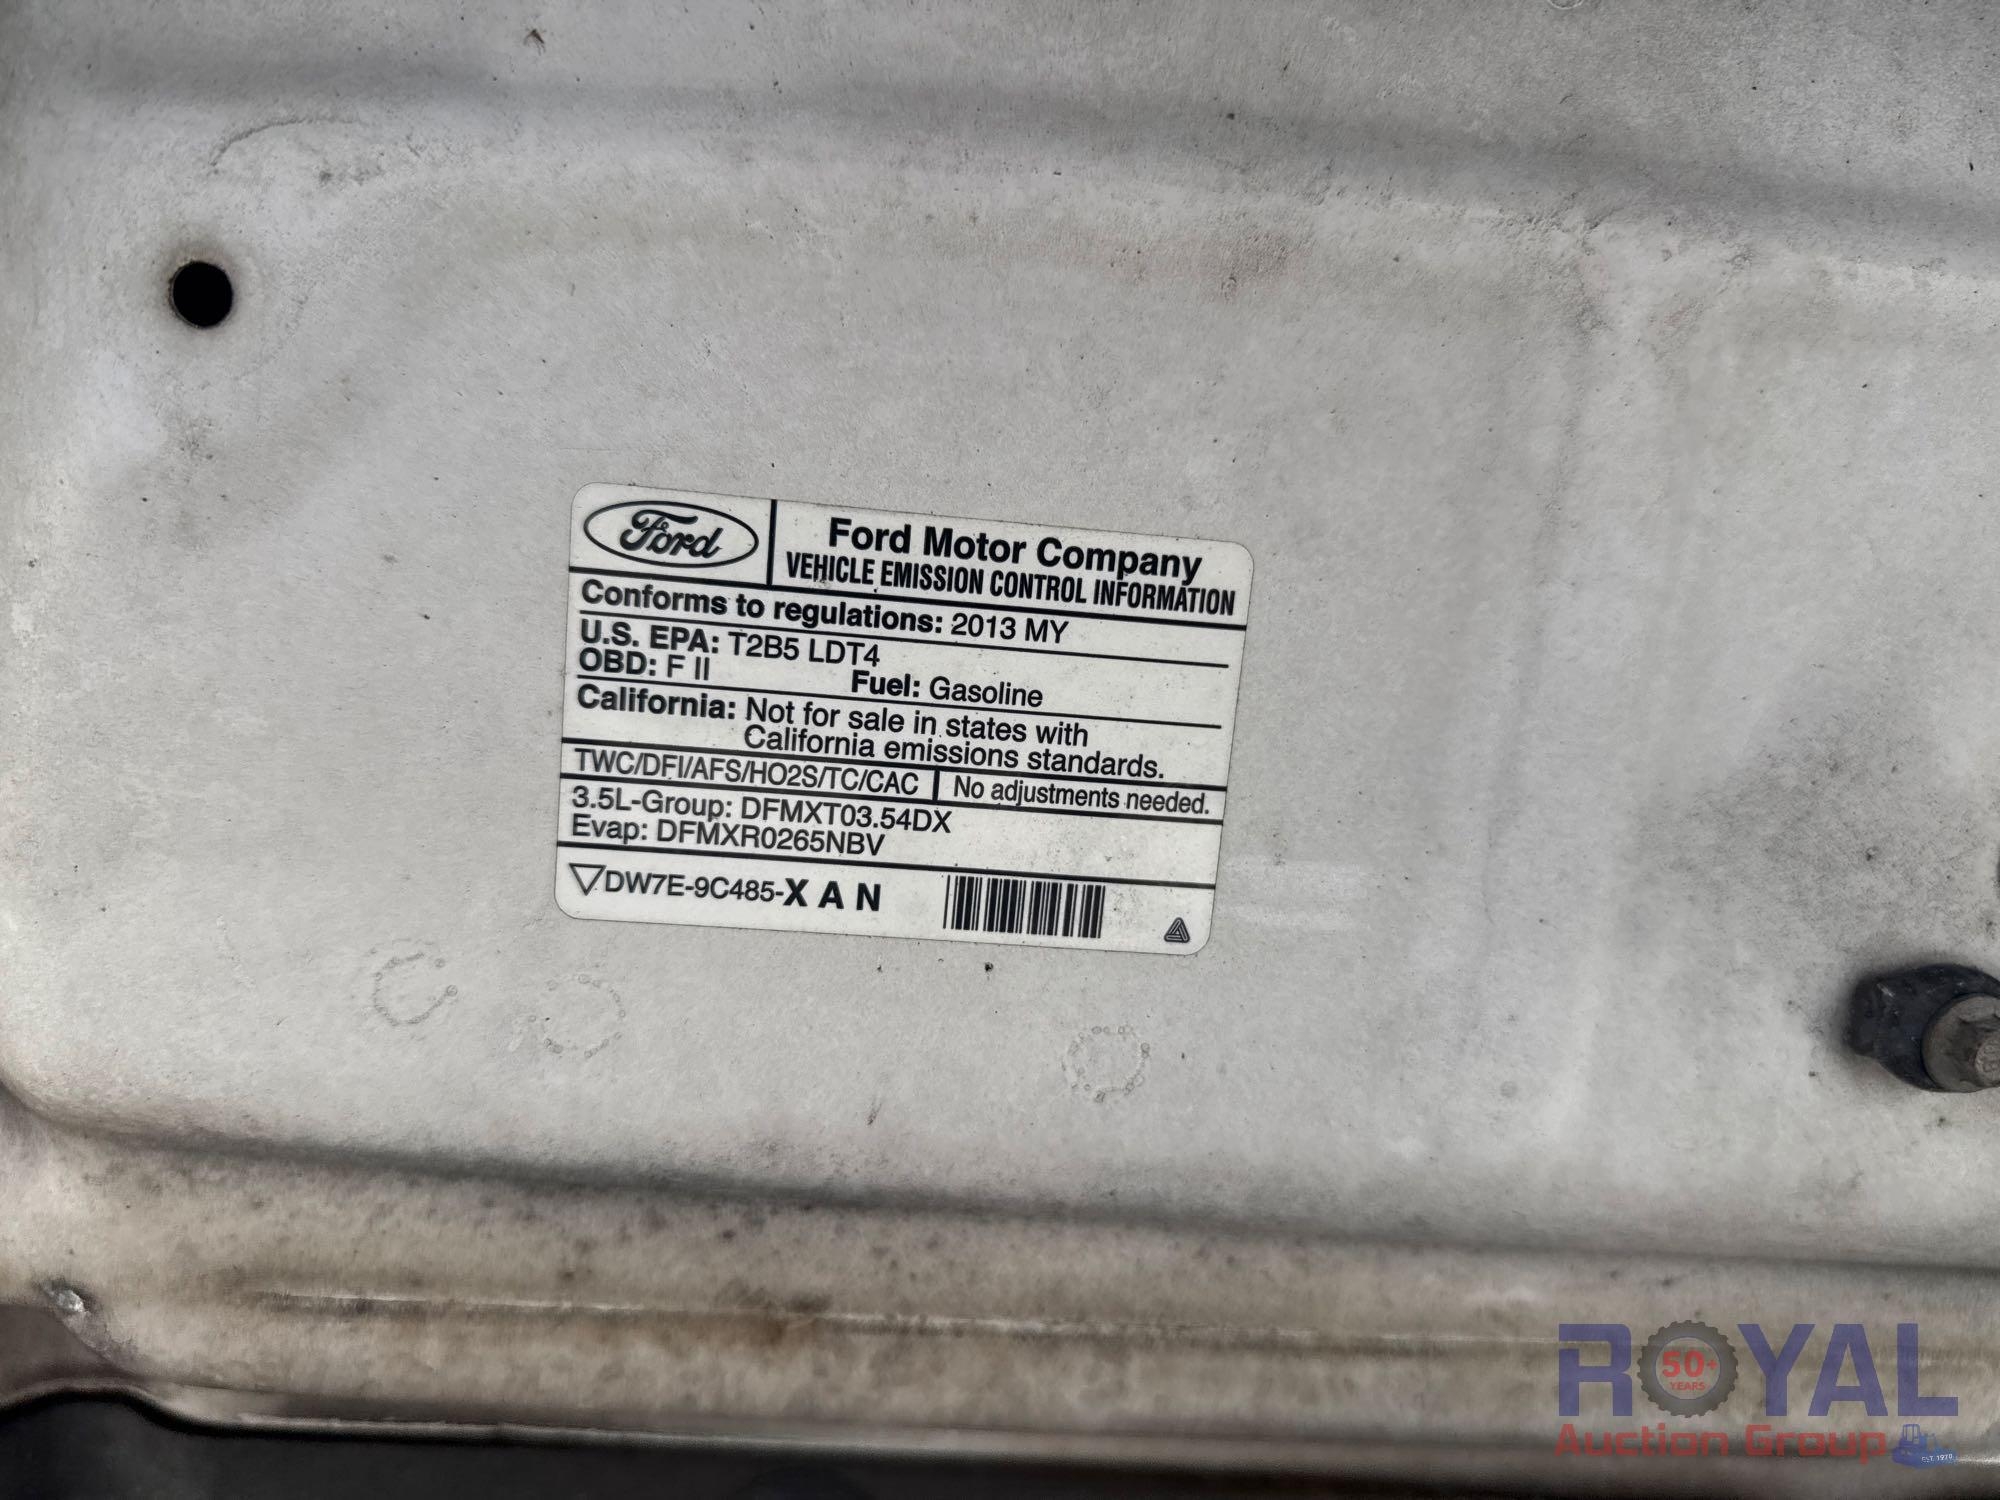 Ford
Ford Motor Company
VEHICLE EMISSION CONTROL INFORMATION
Conforms to regulations: 2013 MY
U.S. EPA: T2B5 LDT4
OBD: F II Fuel: Gasoline
California: Not for sale in states with
California emissions standards.
TWC/DFI/AFS/HO2S/TC/CAC No adjustments needed.
3.5L-Group: DFMXT03.54DX
Evap: DFMXR0265NBV
DW7E-9C485-X A N
ROYAL
50+
YEARS
Auction Group
EST. 1970